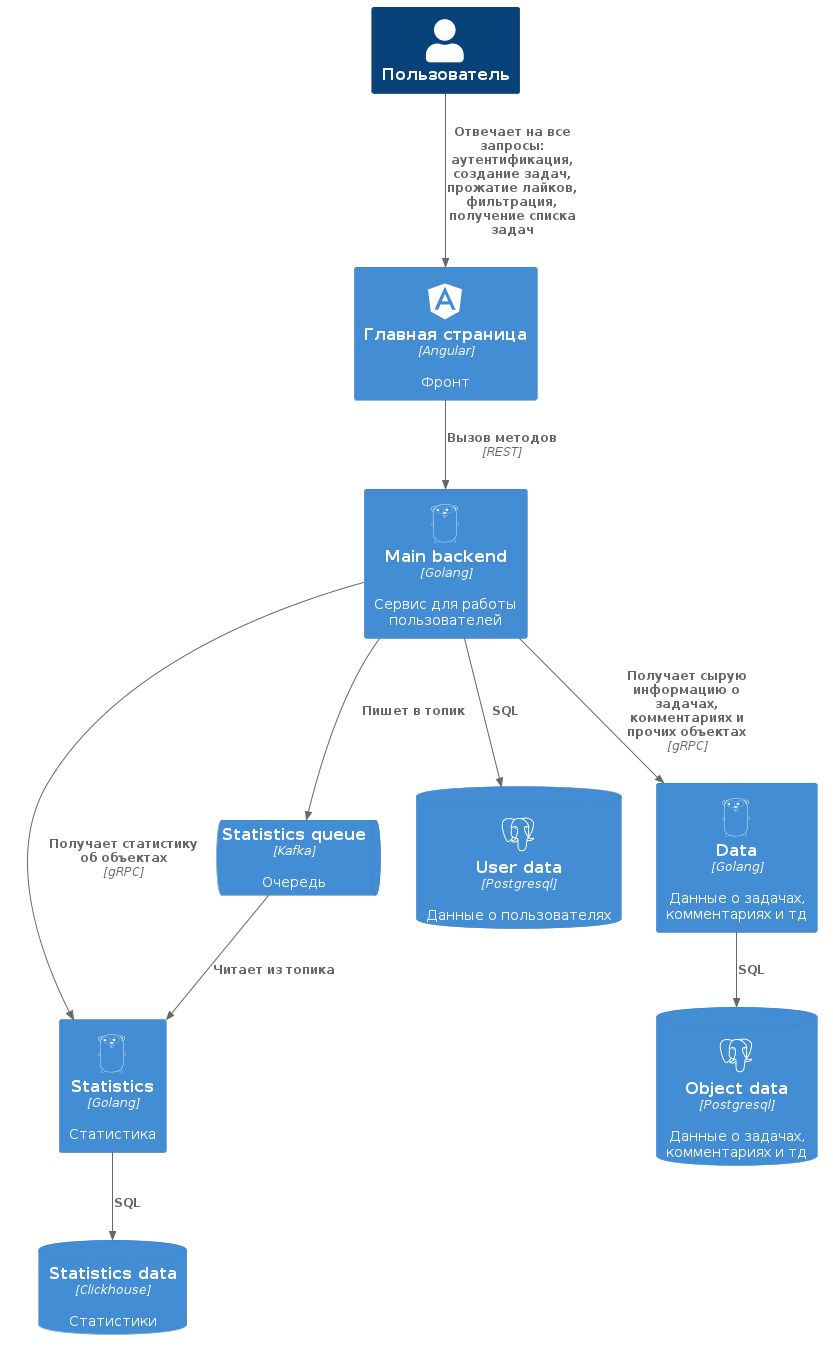 Пользователь
Отвечает на все
запросы:
аутентификация,
создание задач,
прожатие лайков,
фильтрация,
получение списка
задач
Главная страница
[Angular]
Фронт
Вызов методов
[REST]
Main backend
[Golang]
Сервис для работы
пользователей
Получает сырую
информацию о
задачах,
комментариях и
прочих объектах
[gRPC]
Пишет в топик
SQL
Получает статистику
об объектах
[gRPC]
Statistics queue
[Kafka]
Очередь
User data
[Postgresql]
Данные о пользователях
Data
[Golang]
Данные о задачах,
комментариях и тд
Читает из топика
SQL
Statistics
[Golang]
Статистика
Object data
[Postgresql]
Данные о задачах,
комментариях и тд
SQL
Statistics data
[Clickhouse]
Статистики